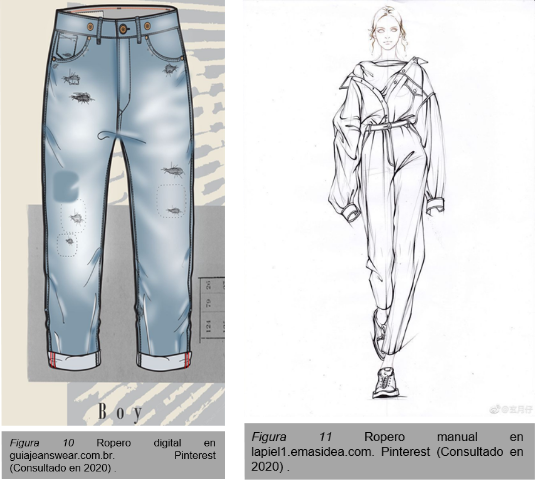 Boy
Figura 10 Ropero digital en
guiajeanswear.com.br. Pinterest
(Consultado en 2020) .
Figura 11 Ropero manual en
lapiel1.emasidea.com. Pinterest (Consultado en
2020) .